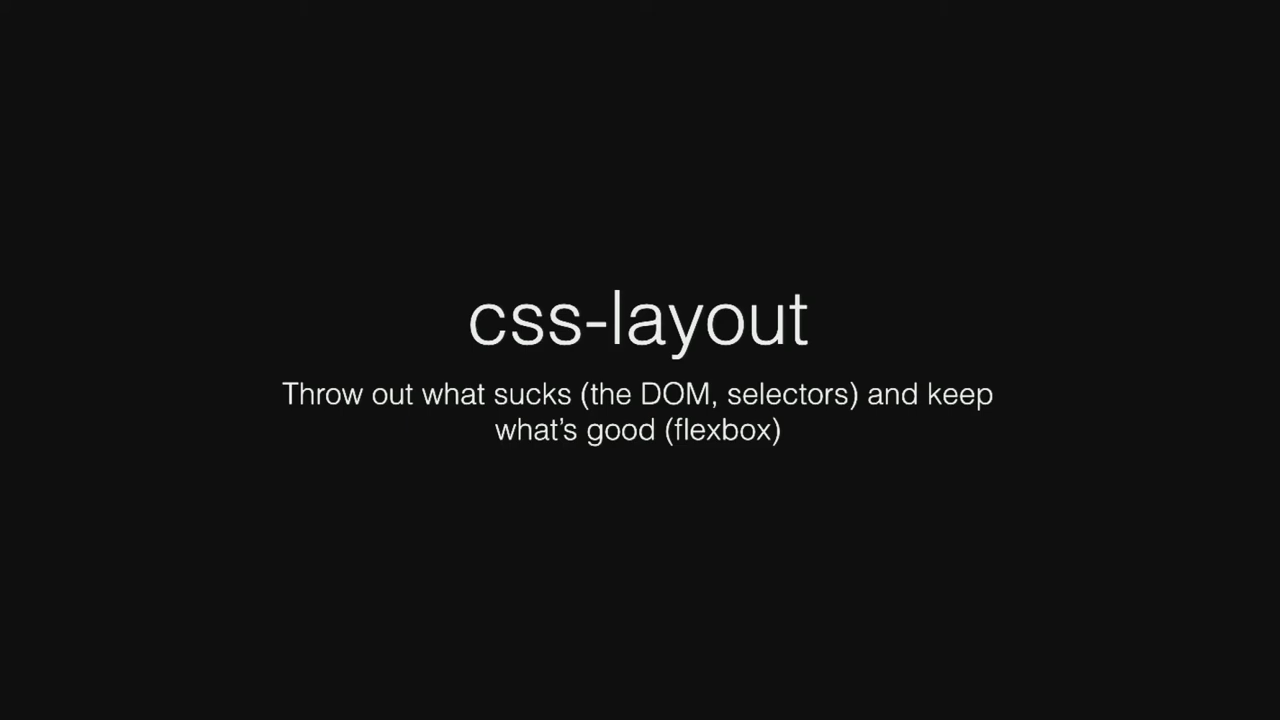 css-layout
Throw out what sucks (the DOM, selectors) and keep
what's good (flexbox)